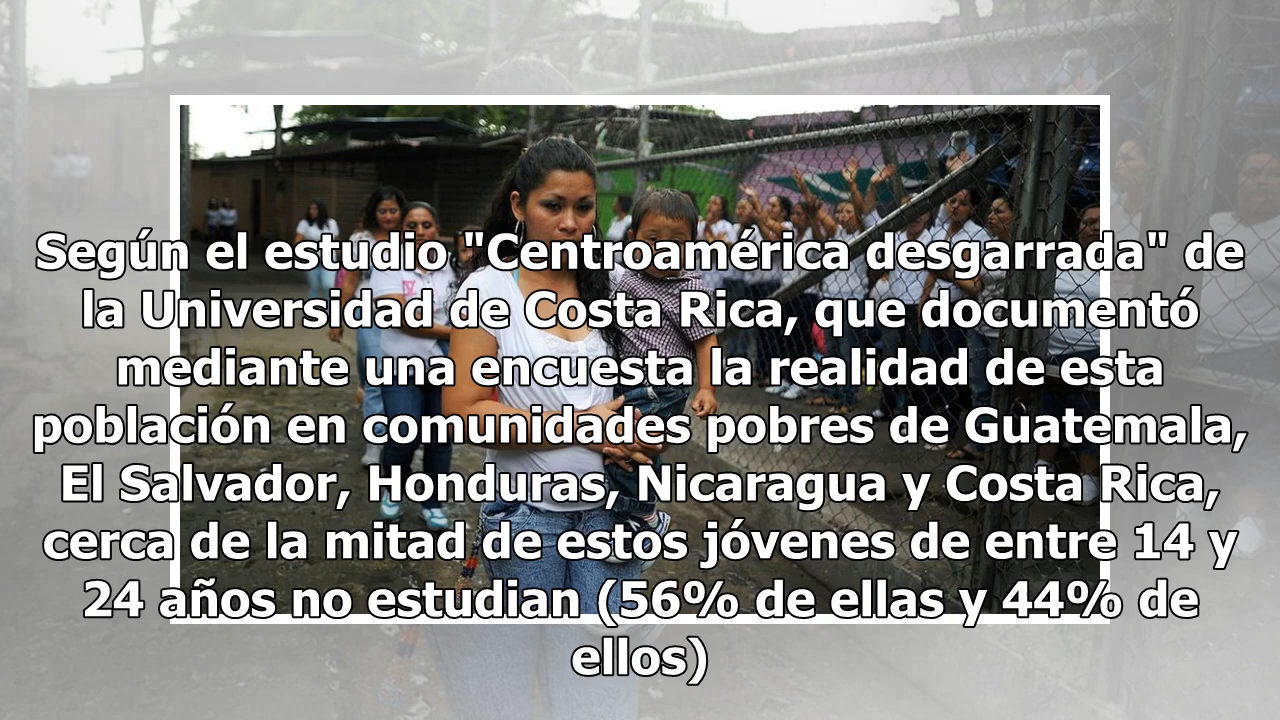 Según el estudio "Centroamérica desgarrada" de
la Universidad de Costa Rica, que documentó
mediante una encuesta la realidad de esta
población en comunidades pobres de Guatemala,
El Salvador, Honduras, Nicaragua y Costa Rica,
cerca de la mitad de estos jóvenes de entre 14 y
24 años no estudian (56% de ellas y 44% de
ellos)